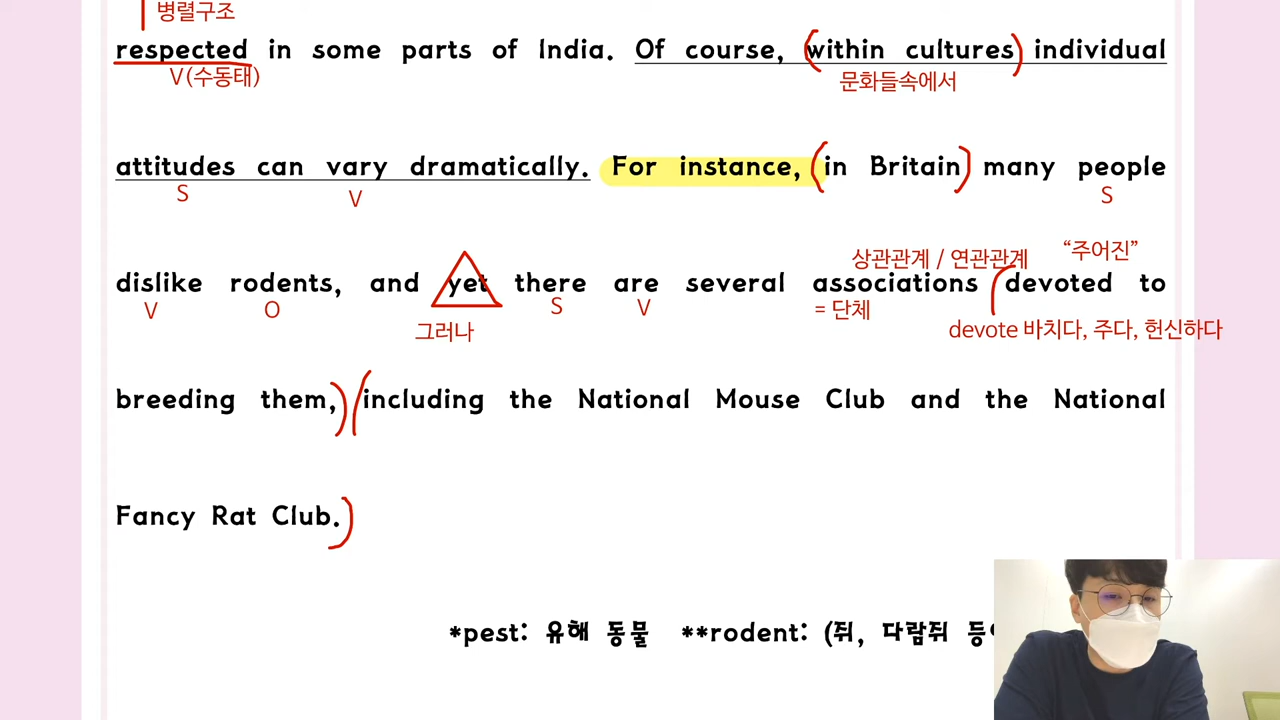 병렬구조
respected in some parts of India. Of course, (within cultures) individual
V(수동태) 문화들속에서
attitudes can vary dramatically. For instance, (in Britain) many people
S V S
상관관계 / 연관관계 “주어진”
dislike rodents, and yet there are several associations (devoted to
V O 그러나 S V = 단체 devote 바치다, 주다, 헌신하다
breeding them,) (including the National Mouse Club and the National
Fancy Rat Club.)
*pest: 유해 동물 **rodent: (쥐, 다람쥐